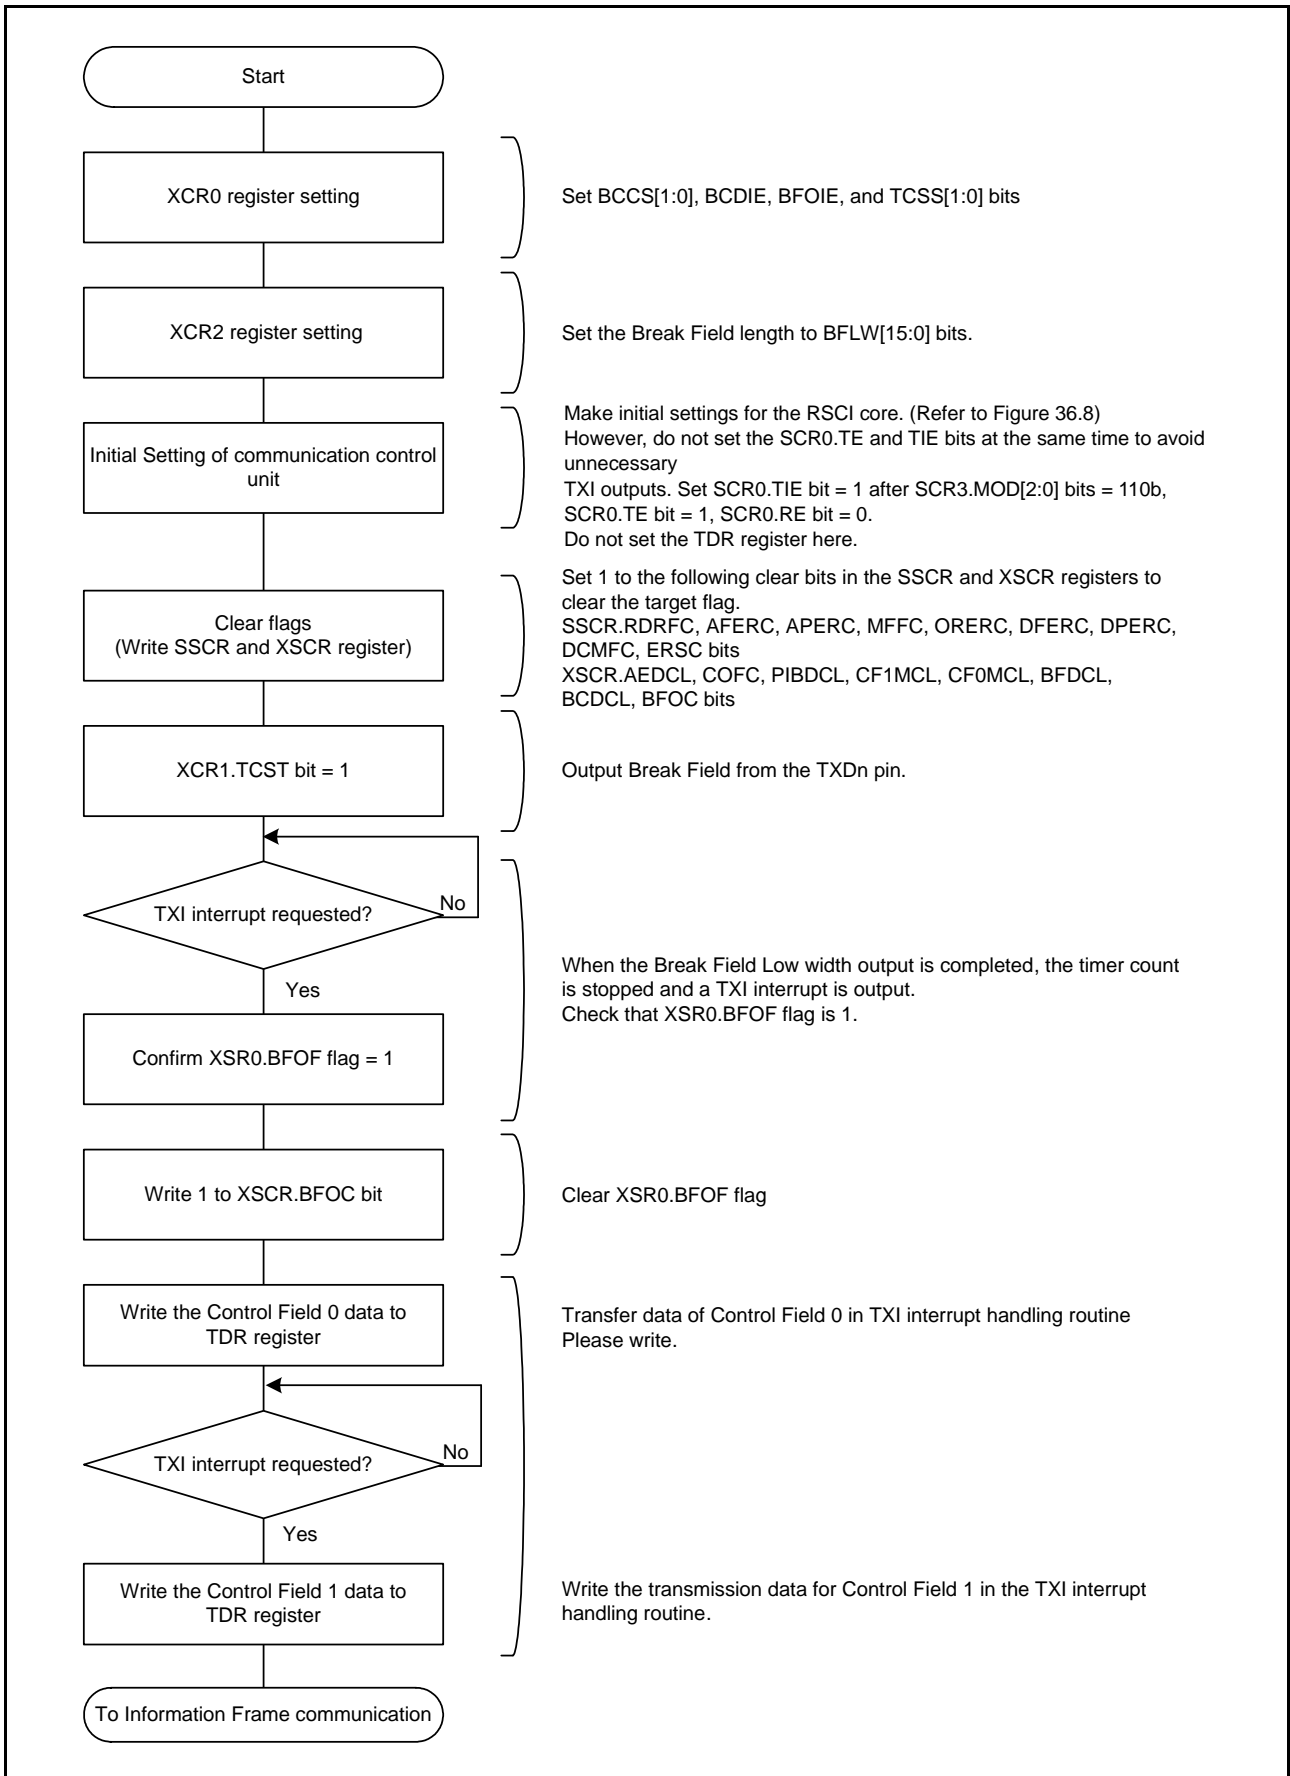 Start
XCR0 register setting
Set BCCS[1:0], BCDIE, BFOIE, and TCSS[1:0] bits
XCR2 register setting
Set the Break Field length to BFLW[15:0] bits.
Initial Setting of communication control
unit
Make initial settings for the RSCI core. (Refer to Figure 36.8)
However, do not set the SCR0.TE and TIE bits at the same time to avoid
unnecessary
TXI outputs. Set SCR0.TIE bit = 1 after SCR3.MOD[2:0] bits = 110b,
SCR0.TE bit = 1, SCR0.RE bit = 0.
Do not set the TDR register here.
Clear flags
(Write SSCR and XSCR register)
Set 1 to the following clear bits in the SSCR and XSCR registers to
clear the target flag.
SSCR.RDRFC, AFERC, APERC, MFFC, ORERC, DFERC, DPERC,
DCMFC, ERSC bits
XSCR.AEDCL, COFC, PIBDCL, CF1MCL, CF0MCL, BFDCL,
BCDCL, BFOC bits
XCR1.TCST bit = 1
Output Break Field from the TXDn pin.
TXI interrupt requested?
No
Yes
When the Break Field Low width output is completed, the timer count
is stopped and a TXI interrupt is output.
Check that XSR0.BFOF flag is 1.
Confirm XSR0.BFOF flag = 1
Write 1 to XSCR.BFOC bit
Clear XSR0.BFOF flag
Write the Control Field 0 data to
TDR register
Transfer data of Control Field 0 in TXI interrupt handling routine
Please write.
TXI interrupt requested?
No
Yes
Write the Control Field 1 data to
TDR register
Write the transmission data for Control Field 1 in the TXI interrupt
handling routine.
To Information Frame communication